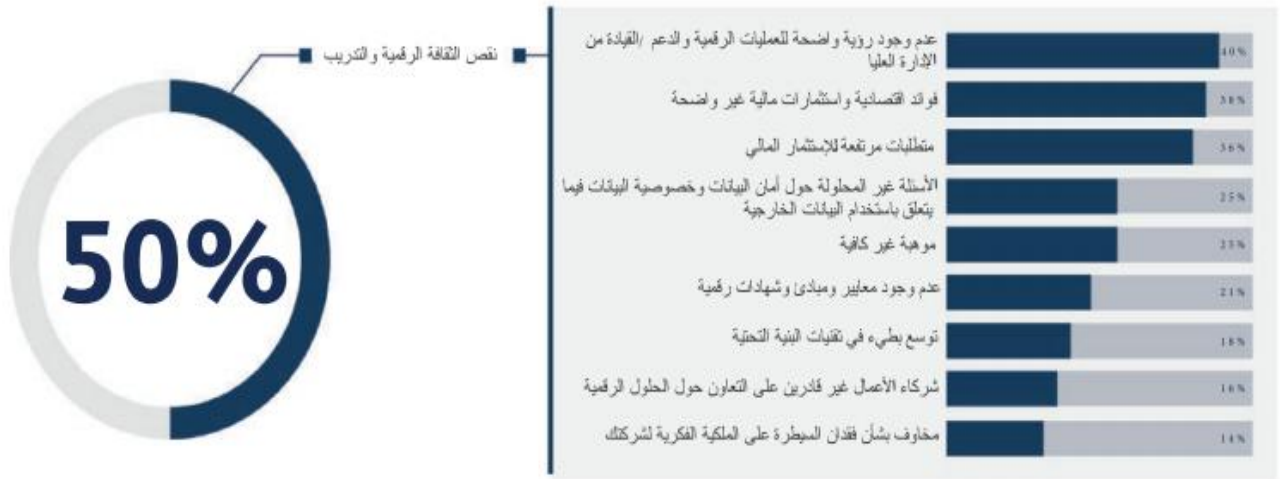 نقص الثقافة الرقمية والتدريب
50%
عدم وجود رؤية واضحة للعمليات الرقمية والدعم /القيادة من
الإدارة العليا
40%
فوائد اقتصادية واستثمارات مالية غير واضحة
38%
متطلبات مرتفعة للإستثمار المالي
36%
الأسئلة غير المحلولة حول أمان البيانات وخصوصية البيانات فيما
يتعلق باستخدام البيانات الخارجية
25%
موهبة غير كافية
25%
عدم وجود معايير ومبادئ وشهادات رقمية
21%
توسع بطيء في تقنيات البنية التحتية
18%
شركاء الأعمال غير قادرين على التعاون حول الحلول الرقمية
16%
مخاوف بشأن فقدان السيطرة على الملكية الفكرية لشركتك
14%